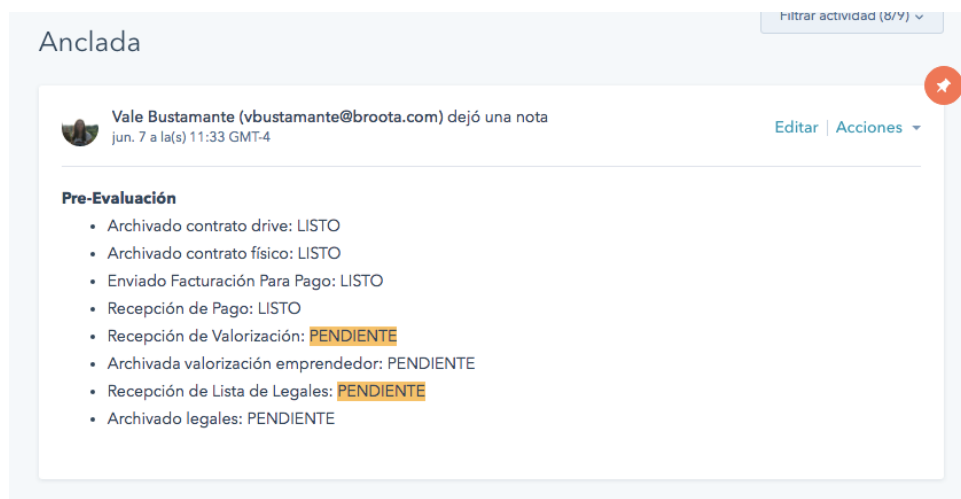 Filtrar actividad (8/9)
Anclada
Vale Bustamante (vbustamante@broota.com) dejó una nota
jun. 7 a la(s) 11:33 GMT-4
Editar | Acciones
Pre-Evaluación
• Archivado contrato drive: LISTO
• Archivado contrato físico: LISTO
• Enviado Facturación Para Pago: LISTO
• Recepción de Pago: LISTO
• Recepción de Valorización: PENDIENTE
• Archivada valorización emprendedor: PENDIENTE
• Recepción de Lista de Legales: PENDIENTE
• Archivado legales: PENDIENTE